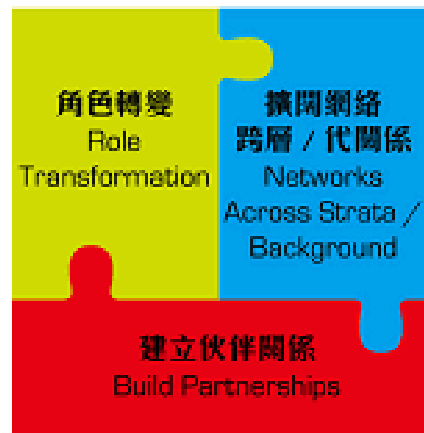 角色轉變
Role
Transformation
擴闊網絡
跨層 / 代關係
Networks
Across Strata /
Background
建立伙伴關係
Build Partnerships